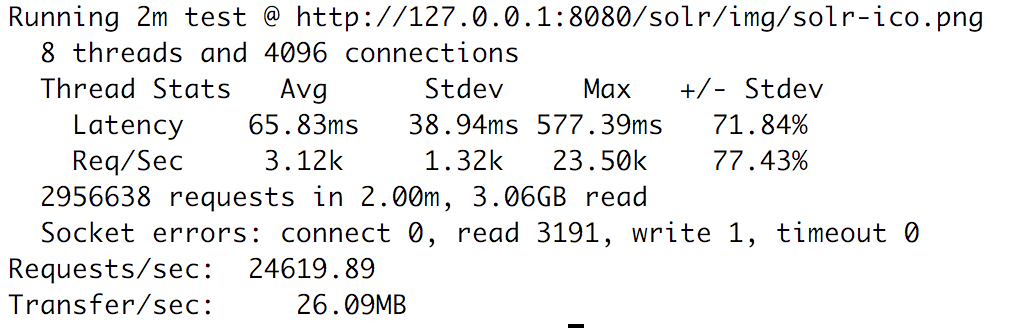 Running 2m test @ http://127.0.0.1:8080/solr/img/solr-ico.png
  8 threads and 4096 connections
  Thread Stats   Avg      Stdev     Max   +/- Stdev
    Latency    65.83ms   38.94ms 577.39ms   71.84%
    Req/Sec     3.12k     1.32k   23.50k    77.43%
  2956638 requests in 2.00m, 3.06GB read
  Socket errors: connect 0, read 3191, write 1, timeout 0
Requests/sec:  24619.89
Transfer/sec:     26.09MB